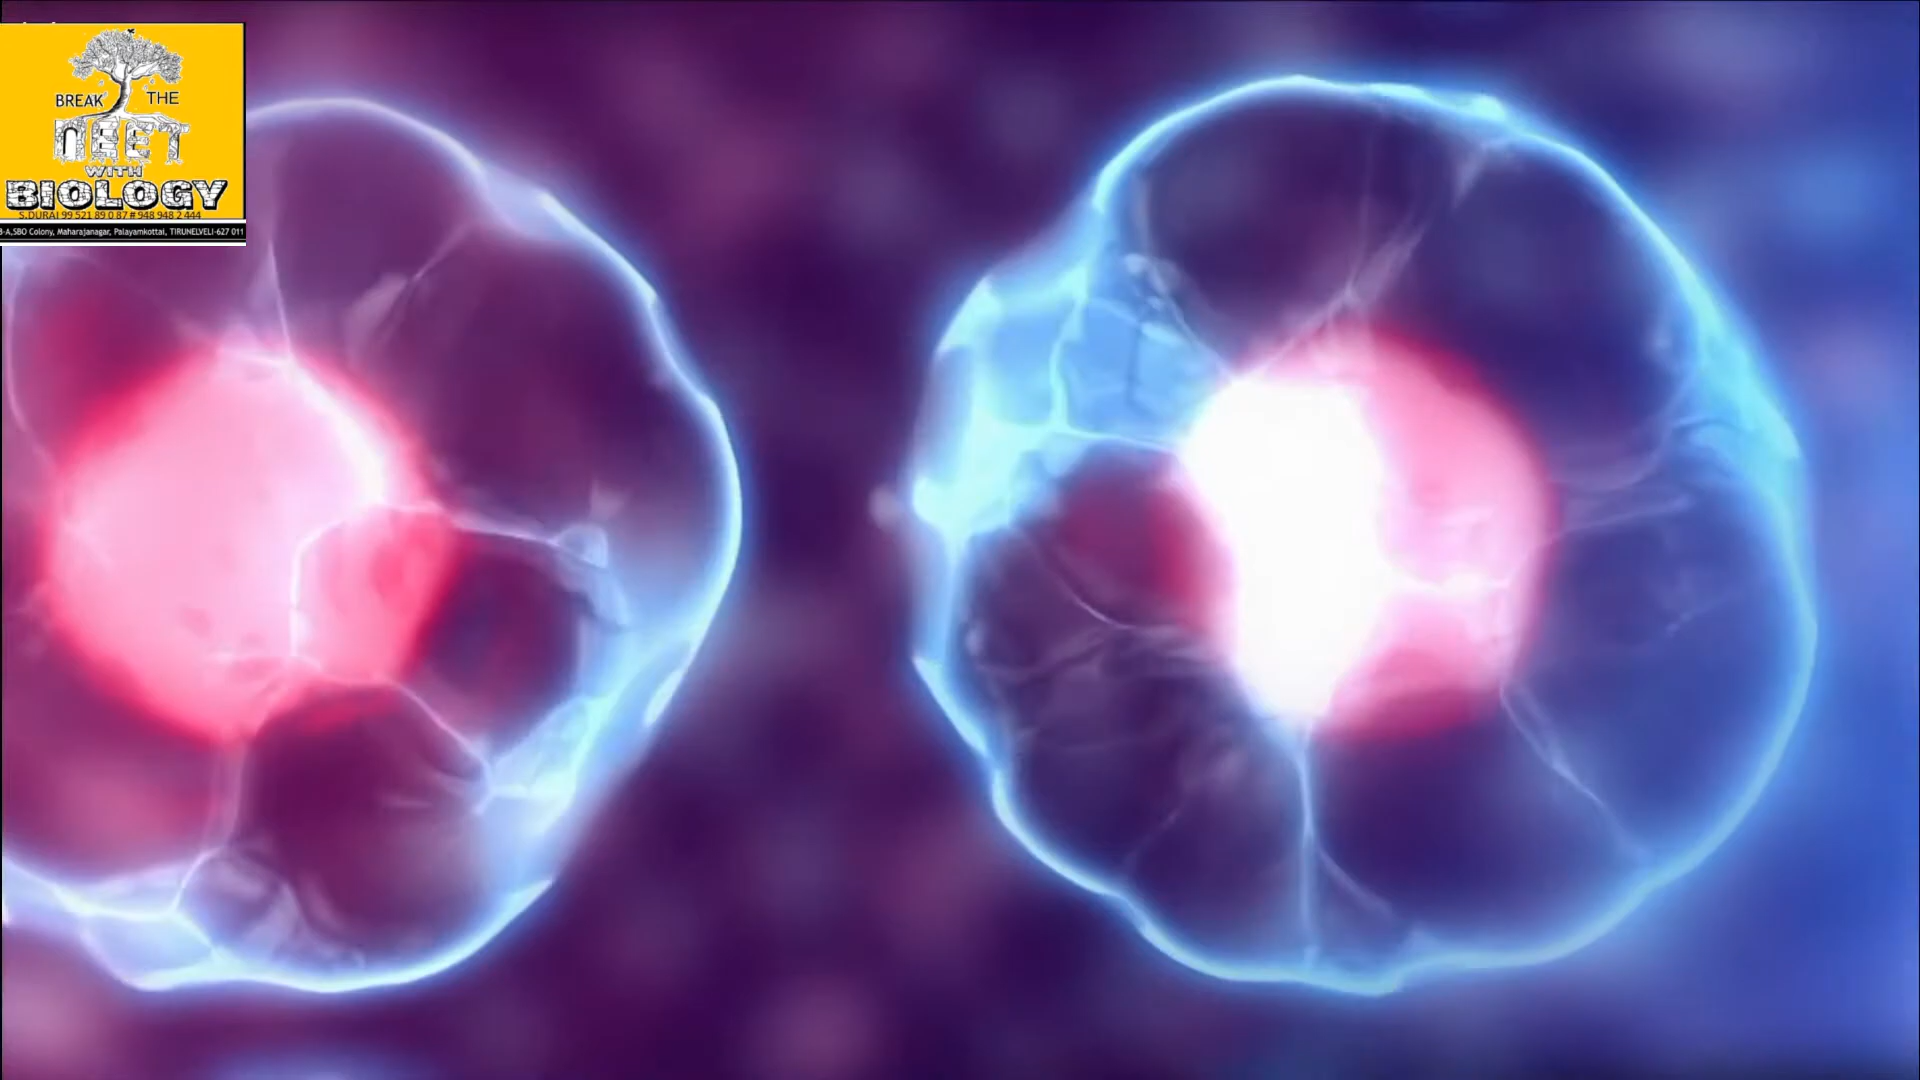 BREAK THE
NEET
WITH
BIOLOGY
S.DURAI 99 521 89 0 87 # 948 948 2 444
3-A,SBO Colony, Maharajanagar, Palayamkottai, TIRUNELVELI-627 011